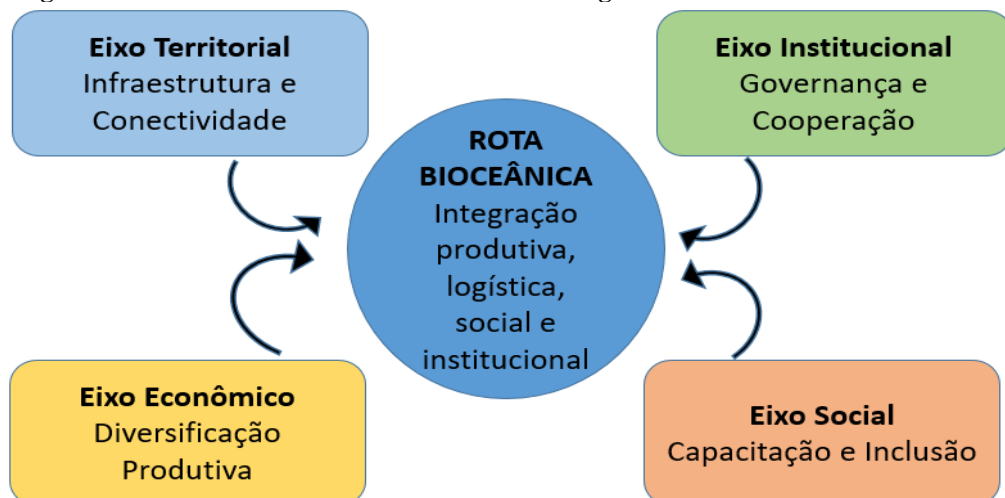 Eixo Territorial
Infraestrutura e
Conectividade
Eixo Institucional
Governança e
Cooperação
ROTA
BIOCEÂNICA
Integração
produtiva,
logística,
social e
institucional
Eixo Econômico
Diversificação
Produtiva
Eixo Social
Capacitação e Inclusão